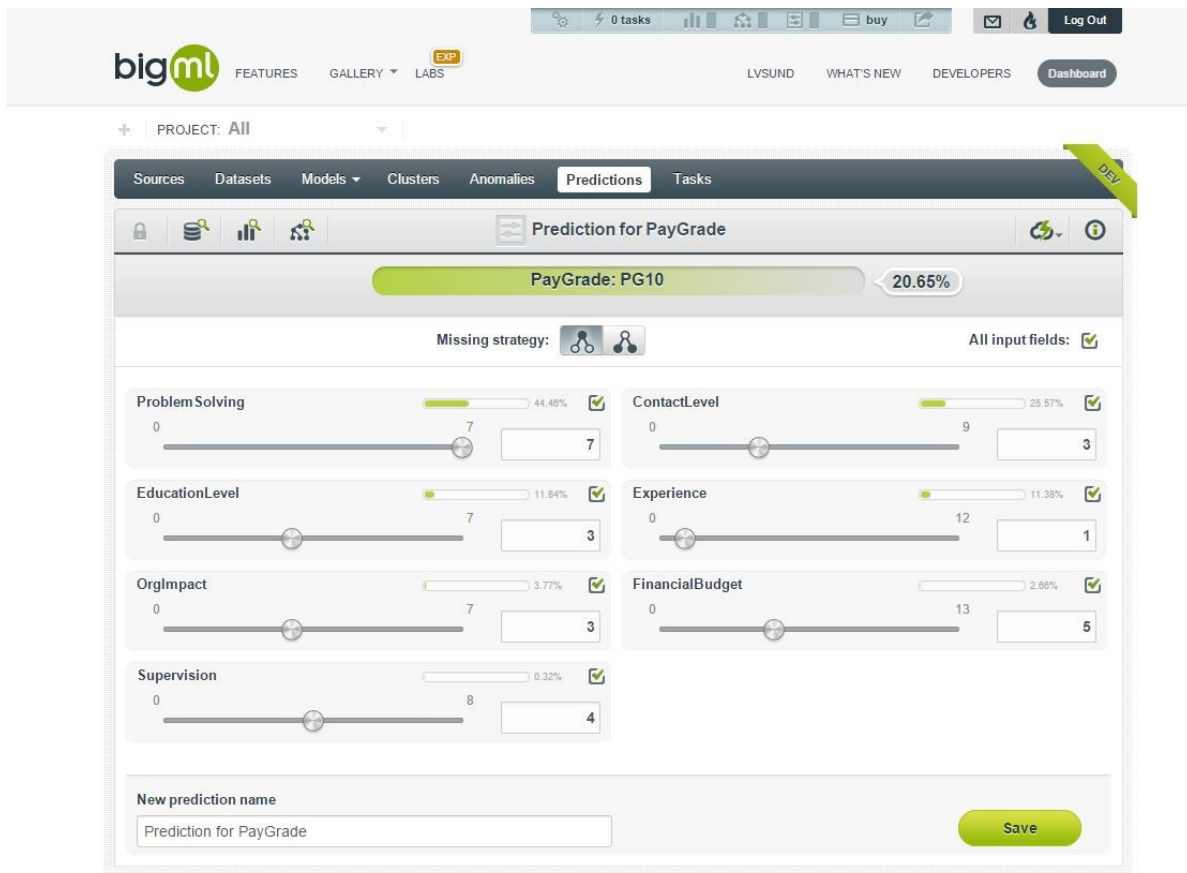 0 tasks buy Log Out
bigml FEATURES GALLERY LABS EXP LVSUND WHAT'S NEW DEVELOPERS Dashboard
+ PROJECT: All
Sources Datasets Models Clusters Anomalies Predictions Tasks DEV
Prediction for PayGrade
PayGrade: PG10 20.65%
Missing strategy: All input fields:
ProblemSolving 44.46% ContactLevel 25.57%
0 7 7 0 9 3
EducationLevel 11.84% Experience 11.38%
0 7 3 0 12 1
OrgImpact 3.77% FinancialBudget 2.66%
0 7 3 0 13 5
Supervision 0.32%
0 8 4
New prediction name
Prediction for PayGrade Save